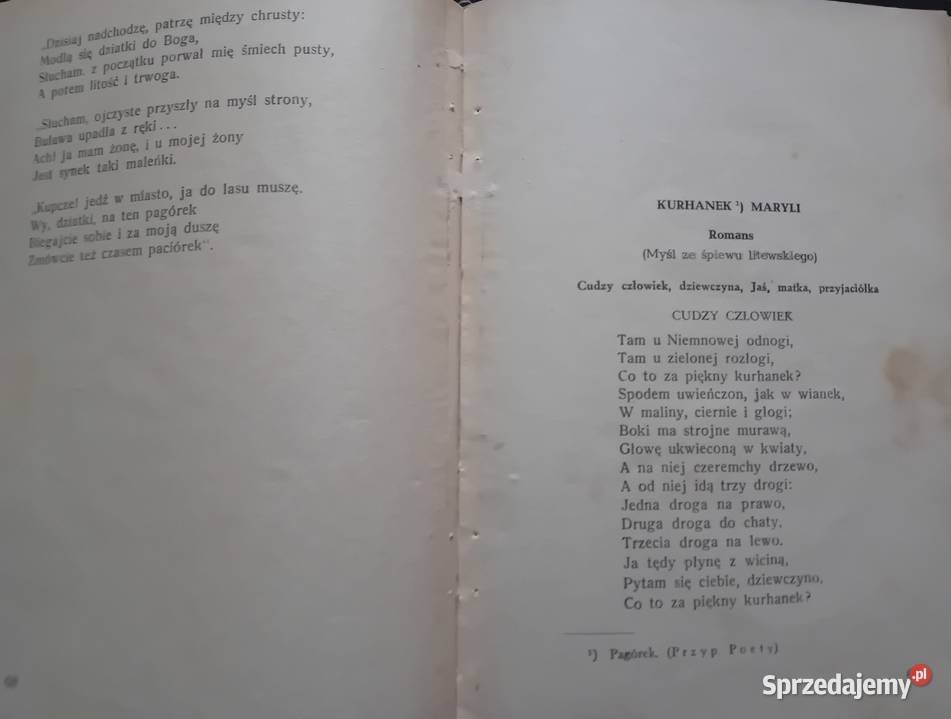 „Dzisiaj nadchodzę, patrzę między chrusty:
Modlą się dziatki do Boga,
Słucham, z początku porwał mię śmiech pusty,
A potem litość i trwoga.
„Słucham, ojczyste przyszły na myśl strony,
Buława upadła z ręki...
Ach! ja mam żonę, i u mojej żony
Jest synek taki maleńki.
„Kupcze! jedź w miasto, ja do lasu muszę.
Wy, dziatki, na ten pagórek
Biegajcie sobie i za moją duszę
Zmówcie też czasem paciórek".
KURHANEK ¹) MARYLI
Romans
(Myśl ze śpiewu litewskiego)
Cudzy człowiek, dziewczyna, Jaś, matka, przyjaciółka
CUDZY CZŁOWIEK
Tam u Niemnowej odnogi,
Tam u zielonej rozłogi,
Co to za piękny kurhanek?
Spodem uwieńczon, jak w wianek,
W maliny, ciernie i głogi;
Boki ma strojne murawą,
Głowę ukwieconą w kwiaty,
A na niej czeremchy drzewo,
A od niej idą trzy drogi:
Jedna droga na prawo,
Druga droga do chaty,
Trzecia droga na lewo.
Ja tędy płynę z wiciną,
Pytam się ciebie, dziewczyno,
Co to za piękny kurhanek?
¹) Pagórek. (Przyp Poety)
Sprzedajemy.pl